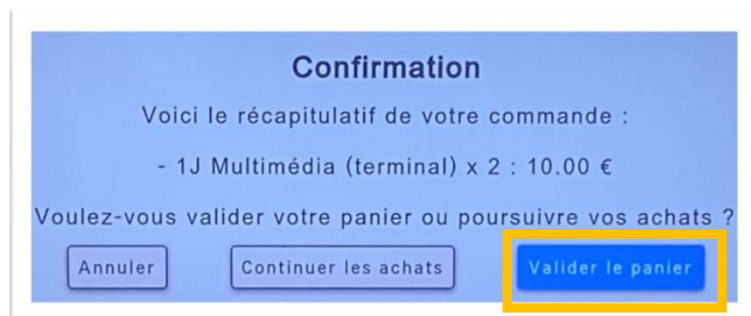 Confirmation
Voici le récapitulatif de votre commande :
- 1J Multimédia (terminal) x 2 : 10.00 €
Voulez-vous valider votre panier ou poursuivre vos achats ?
Annuler Continuer les achats Valider le panier